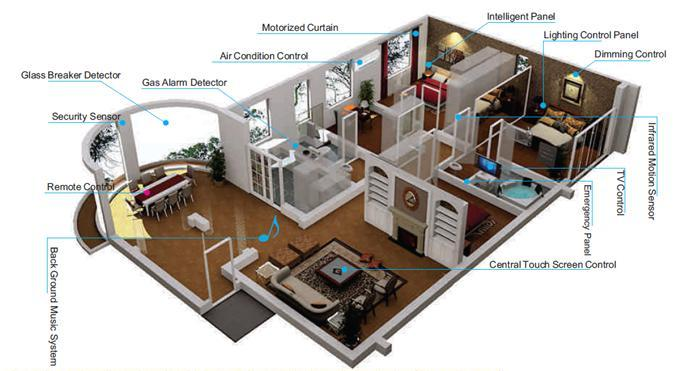 Intelligent Panel
Motorized Curtain
Lighting Control Panel
Air Condition Control
Dimming Control
Glass Breaker Detector
Gas Alarm Detector
Security Sensor
Remote Control
Infrared Motion Sensor
TV Control
Emergency Panel
Back Ground Music System
Central Touch Screen Control